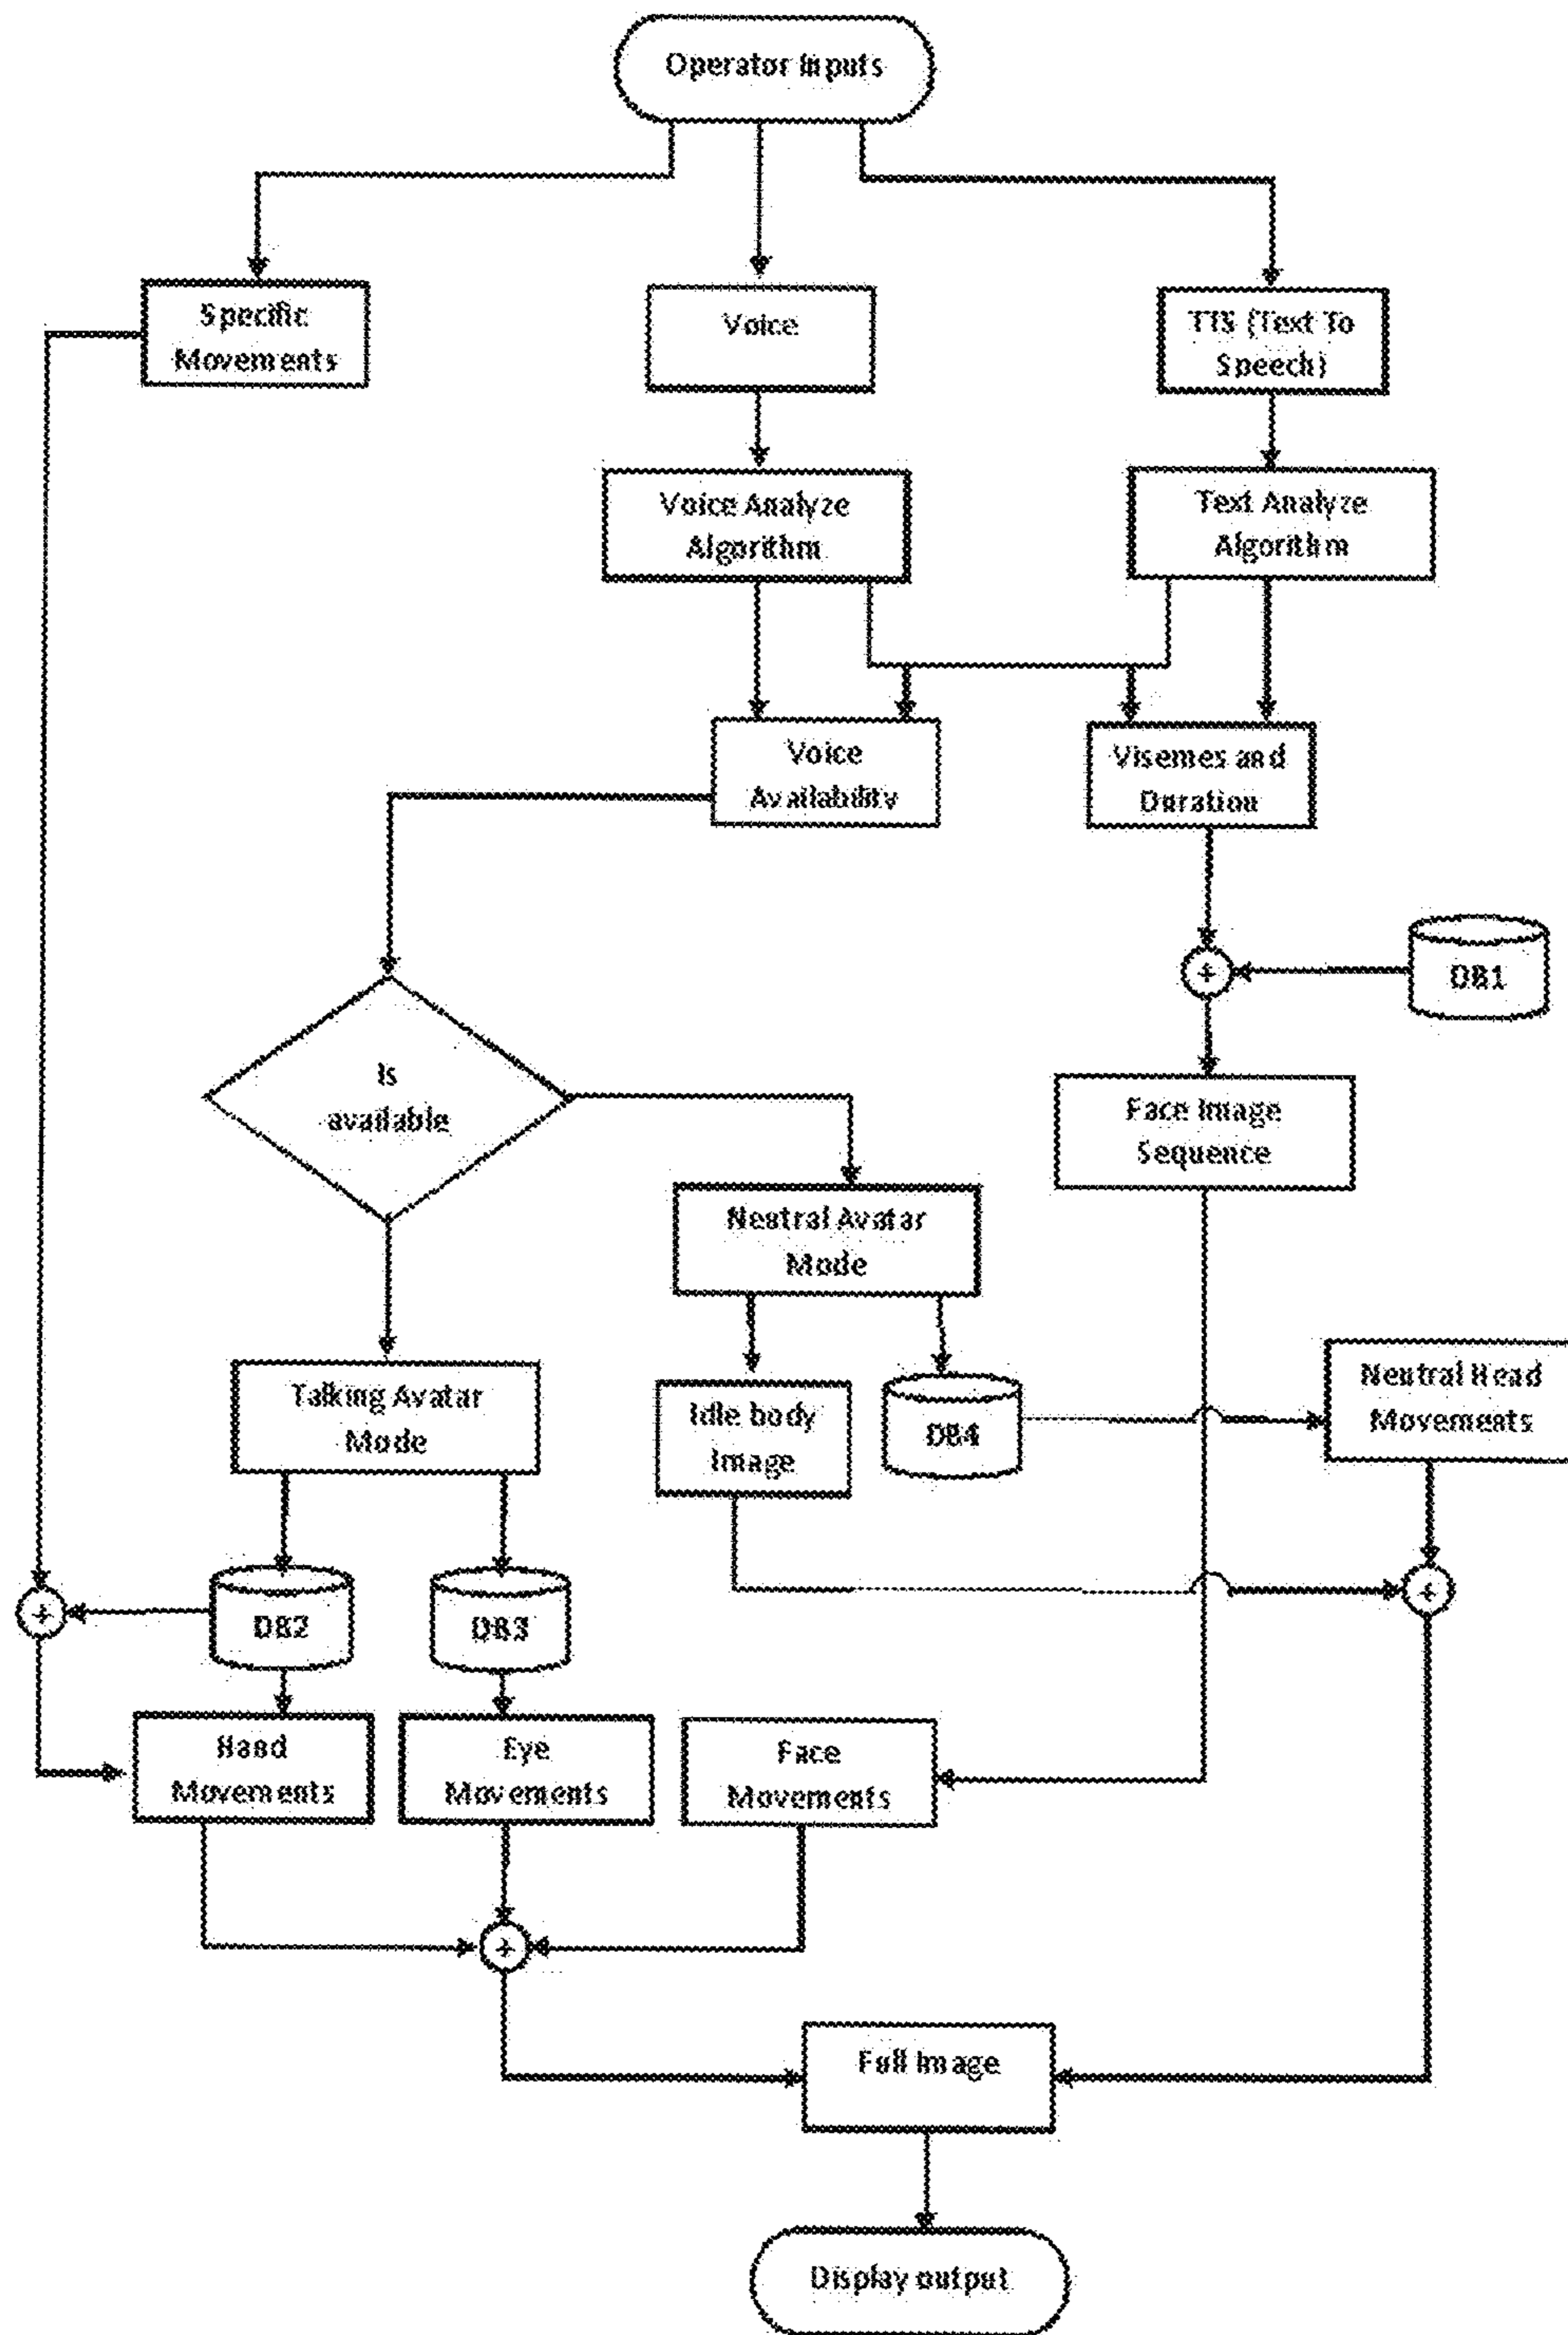 Operator Inputs
Specific
Movements
Voice
TTS (Text To
Speech)
Voice Analyze
Algorithm
Text Analyze
Algorithm
Voice
Availability
Visemes and
Duration
+
DB1
Is
available
Face Image
Sequence
Neutral Avatar
Mode
Talking Avatar
Mode
Idle body
Image
DB4
Neutral Head
Movements
+
+
DB2
DB3
Hand
Movements
Eye
Movements
Face
Movements
+
Full Image
Display output